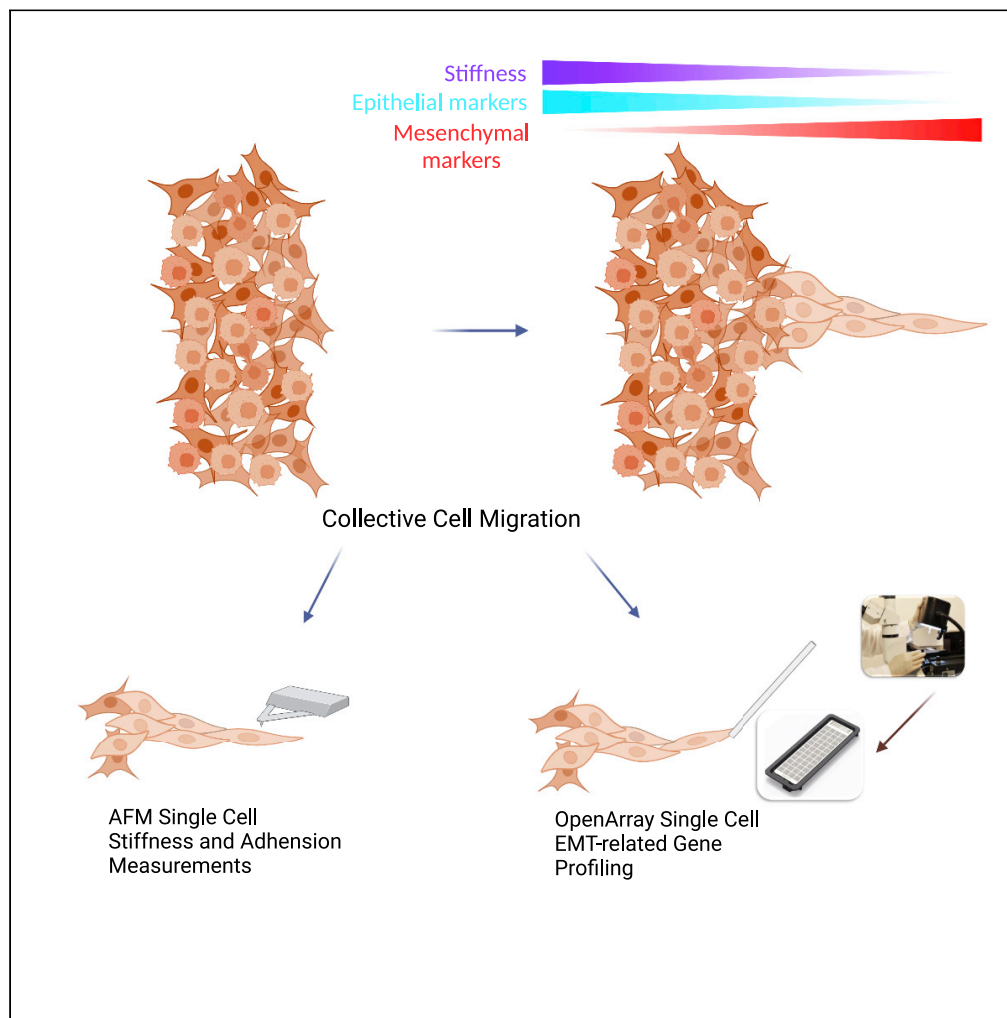 Stiffness
Epithelial markers
Mesenchymal
markers
Collective Cell Migration
AFM Single Cell
Stiffness and Adhension
Measurements
OpenArray Single Cell
EMT-related Gene
Profiling